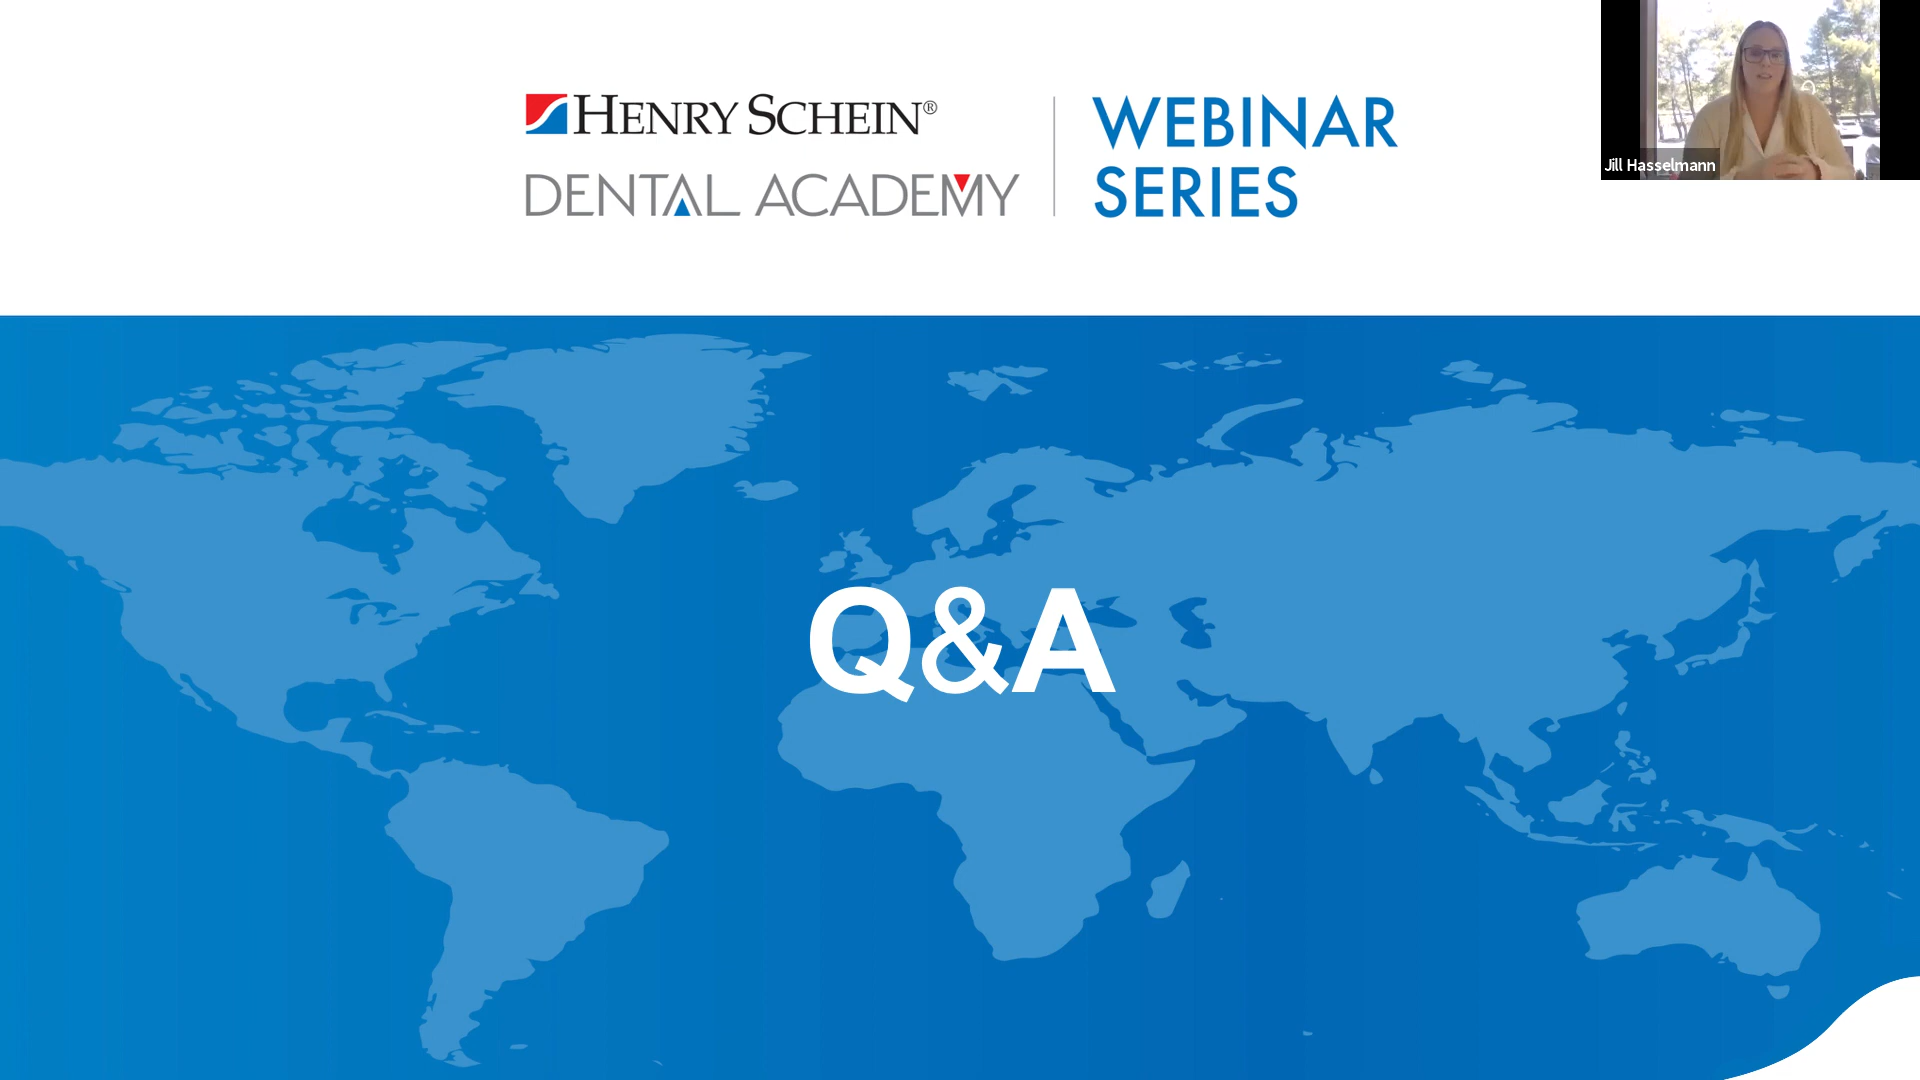 HENRY SCHEIN®
DENTAL ACADEMY
WEBINAR
SERIES
Jill Hasselmann
Q&A